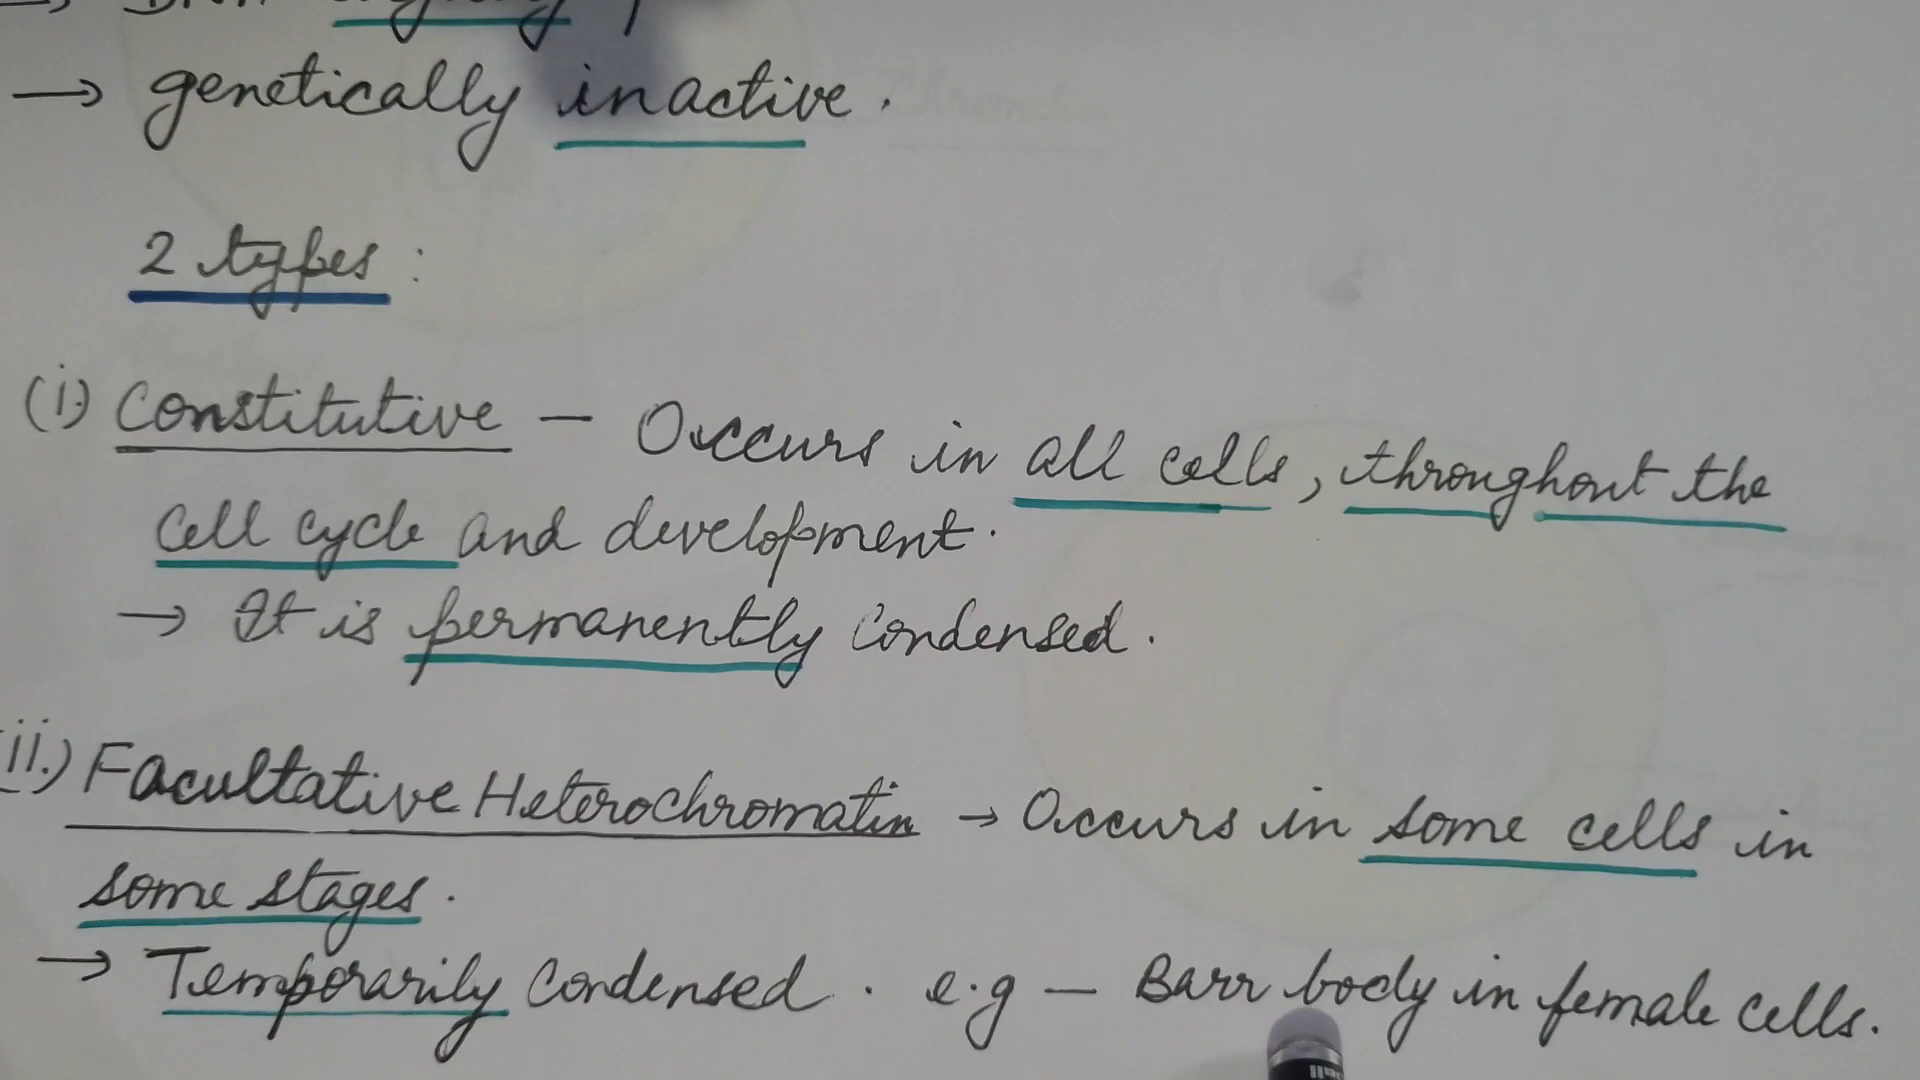 → genetically inactive.
2 types:
(i) Constitutive - Occurs in all cells, throughout the
cell cycle and development.
→ It is permanently condensed.
ii.) Facultative Heterochromatin → Occurs in some cells in
some stages.
→ Temporarily condensed. e.g - Barr body in female cells.